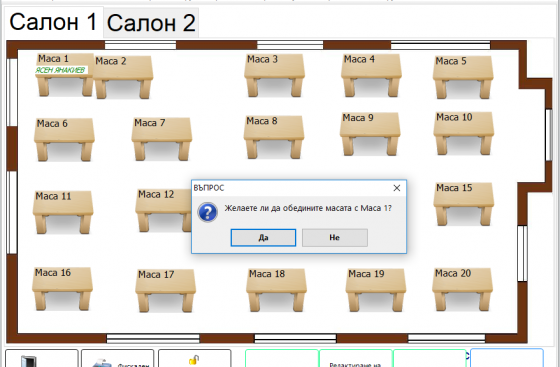 Салон 1
Салон 2
Маса 1
ЯСЕН ЯНАКИЕВ
Маса 2
Маса 3
Маса 4
Маса 5
Маса 6
Маса 7
Маса 8
Маса 9
Маса 10
Маса 11
Маса 12
ВЪПРОС
Желаете ли да обедините масата с Маса 1?
Да
Не
Маса 15
Маса 16
Маса 17
Маса 18
Маса 19
Маса 20
Фискален
Редактиране на